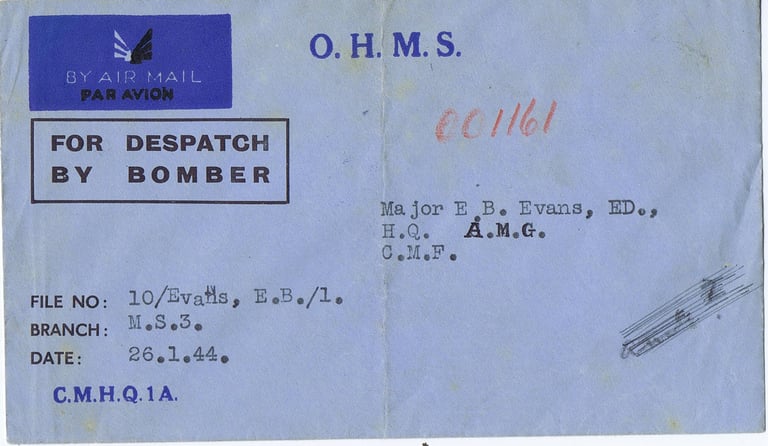 BY AIR MAIL
PAR AVION
O.H.M.S.
FOR DESPATCH
BY BOMBER
001161
Major E.B. Evans, ED.,
H.Q. A.M.G.
C.M.F.
FILE NO: 10/Evans, E.B./1.
BRANCH: M.S.3.
DATE: 26.1.44.
C.M.H.Q.1A.